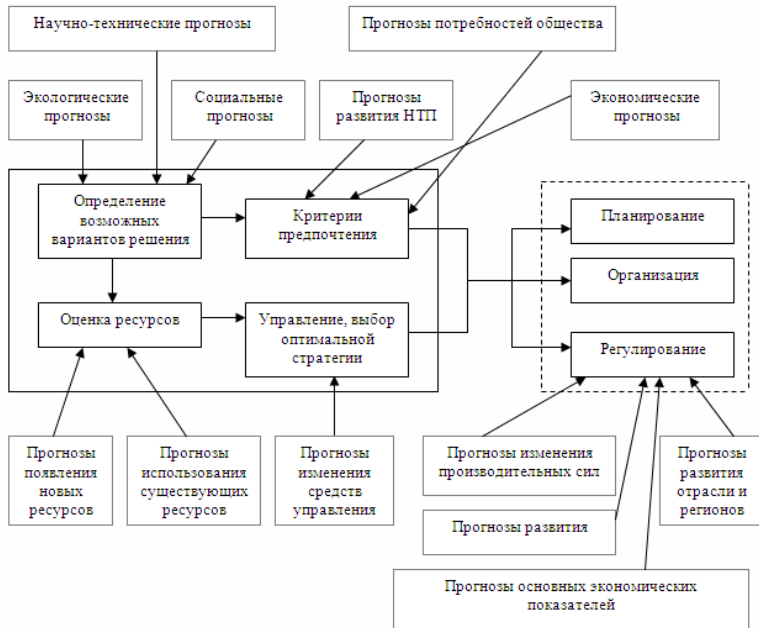 Научно-технические прогнозы
Прогнозы потребностей общества
Экологические
прогнозы
Социальные
прогнозы
Прогнозы
развития НТП
Экономические
прогнозы
Определение
возможных
вариантов решения
Критерии
предпочтения
Планирование
Организация
Оценка ресурсов
Управление, выбор
оптимальной
стратегии
Регулирование
Прогнозы
появления
новых
ресурсов
Прогнозы
использования
существующих
ресурсов
Прогнозы
изменения
средств
управления
Прогнозы изменения
производительных сил
Прогнозы
развития
отрасли и
регионов
Прогнозы развития
Прогнозы основных экономических
показателей